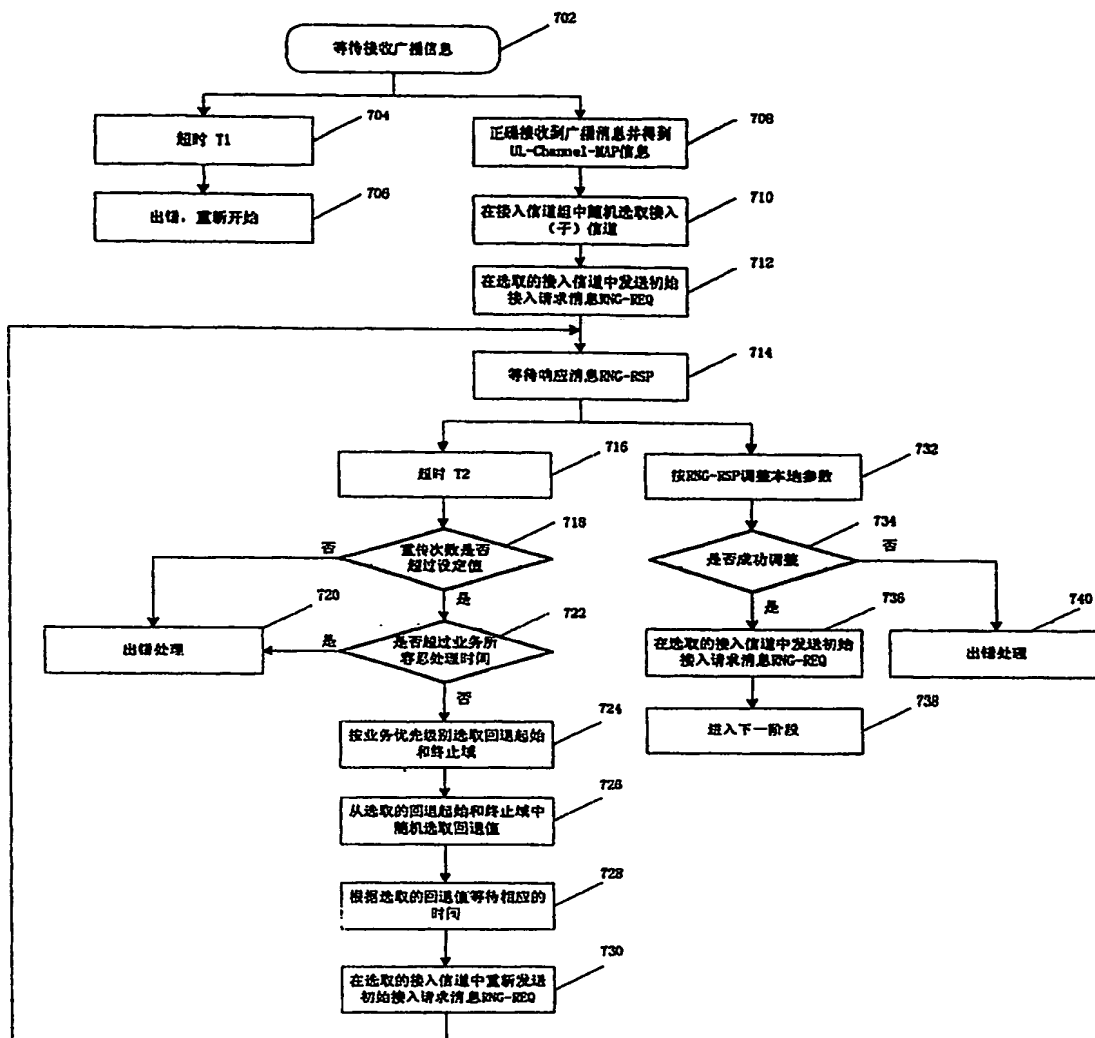 702
等待接收广播信息
704
超时 T1
708
正确接收到广播消息并得到
UL-Channel-MAP信息
706
出错，重新开始
710
在接入信道组中随机选取接入
（子）信道
712
在选取的接入信道中发送初始
接入请求消息RNG-REQ
714
等待响应消息RNG-RSP
716
超时 T2
732
按RNG-RSP调整本地参数
718
重传次数是否
超过设定值
否
是
734
是否成功调整
否
是
720
出错处理
722
是否超过业务所
容忍处理时间
是
否
736
在选取的接入信道中发送初始
接入请求消息RNG-REQ
740
出错处理
724
按业务优先级别选取回退起始
和终止域
738
进入下一阶段
726
从选取的回退起始和终止域中
随机选取回退值
728
根据选取的回退值等待相应的
时间
730
在选取的接入信道中重新发送
初始接入请求消息RNG-REQ